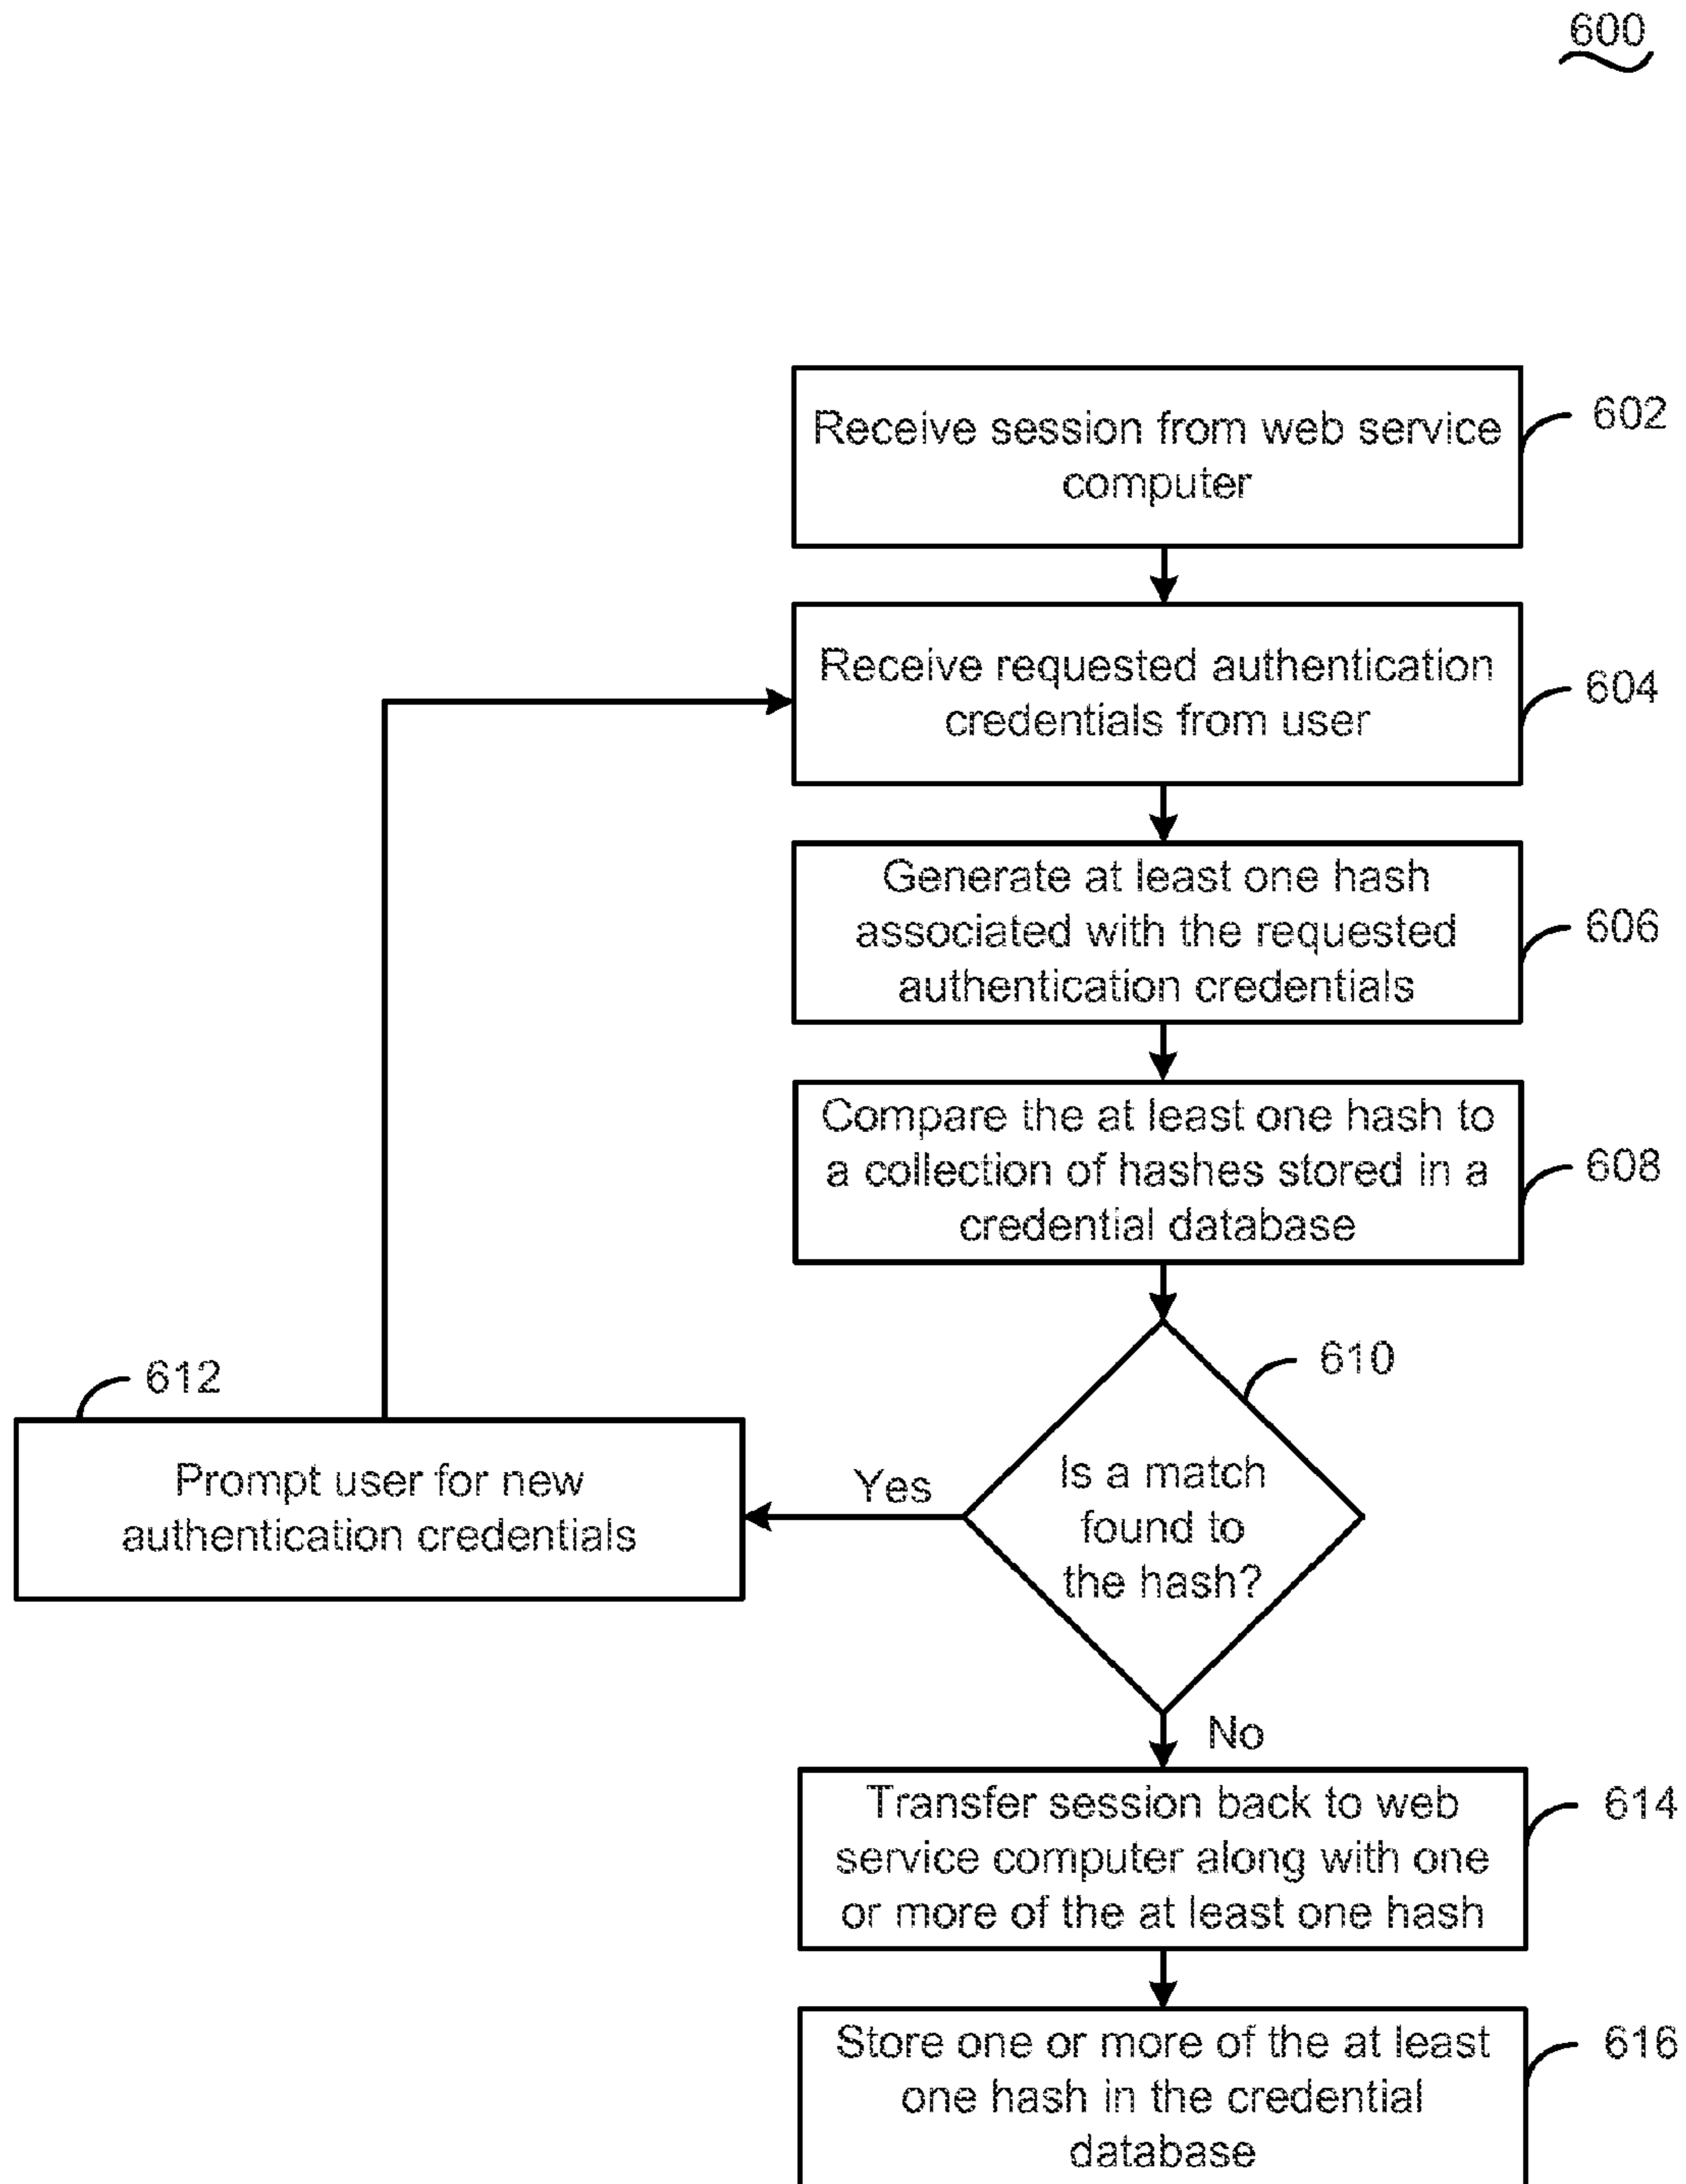 600
Receive session from web service
computer
602
Receive requested authentication
credentials from user
604
Generate at least one hash
associated with the requested
authentication credentials
606
Compare the at least one hash to
a collection of hashes stored in a
credential database
608
610
Is a match
found to
the hash?
Yes
612
Prompt user for new
authentication credentials
No
Transfer session back to web
service computer along with one
or more of the at least one hash
614
Store one or more of the at least
one hash in the credential
database
616